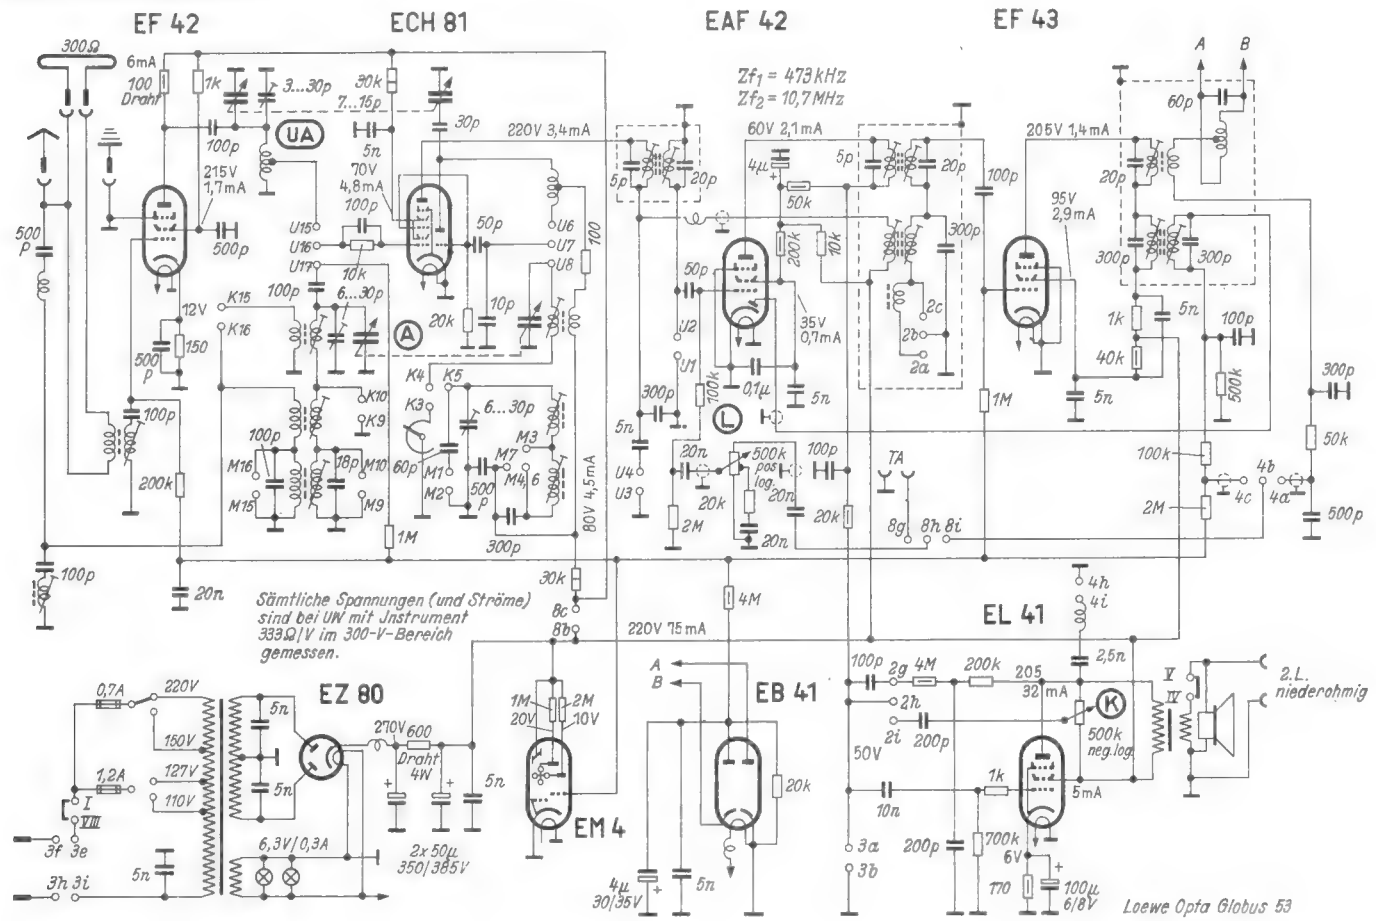 EF 42
ECH 81
EAF 42
EF 43
300Ω
6mA
100
Draht
1k
3...30p
7...15p
30k
30p
5n
70V
4,8mA
220V 3,4mA
Zf1 = 473kHz
Zf2 = 10,7MHz
60V 2,1mA
205V 1,4mA
A
B
60p
UA
100p
215V
1,7mA
500p
100p
10k
U15
U16
U17
50p
U6
U7
U8
100
5p
20p
4µ
50k
200k
10k
5p
20p
100p
300p
20p
95V
2,9mA
300p
300p
500
p
12V
500
p
150
K15
K16
100p
6...30p
A
20k
10p
50p
U2
U1
35V
0,7mA
0,1µ
5n
2c
2b
2a
1k
5n
40k
5n
100p
500k
300p
50k
100p
200k
100p
K10
K9
K4
K5
K3
6...30p
60p
M16
M15
18p
M10
M9
M1
M2
M7
M4
M3
6
500
p
300p
1M
80V 4,5mA
300p
5n
U4
U3
100k
L
20n
20k
2M
500k
pos
log.
20n
20n
100p
20k
TA
8g
8h
8i
1M
100k
2M
4c
4b
4a
500p
100p
20n
Sämtliche Spannungen (und Ströme)
sind bei UW mit Jnstrument
333Ω/V im 300-V-Bereich
gemessen.
30k
8c
8b
4M
220V 75mA
4h
4i
EL 41
2,5n
EZ 80
0,7A
220V
150V
127V
110V
1,2A
I
VIII
3f 3e
3h 3i
5n
5n
5n
6,3V/0,3A
270V
600
Draht
4W
2x50µ
350/385V
5n
1M
20V
2M
10V
EM 4
A
B
EB 41
4µ
30/35V
5n
20k
100p
2g
4M
2h
2i
200p
50V
200k
205
32 mA
K
500k
neg.log.
V
IV
2.L.
niederohmig
10n
1k
5mA
3a
3b
200p
700k
6V
170
100µ
6/8V
Loewe Opta Globus 53